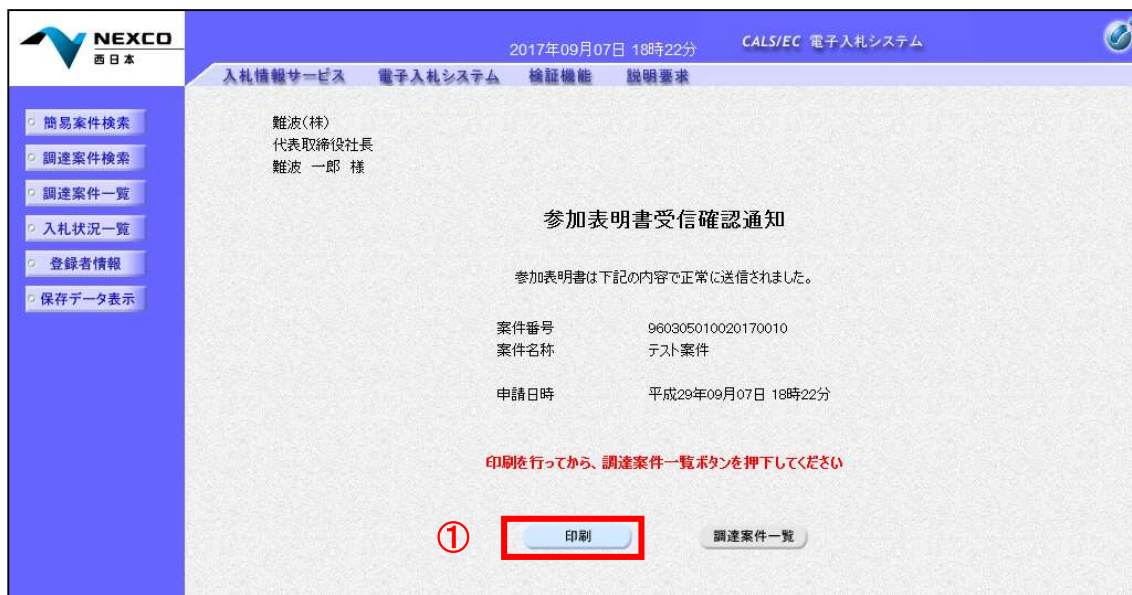 NEXCO
西日本
2017年09月07日 18時22分
CALS/EC 電子入札システム
入札情報サービス 電子入札システム 検証機能 説明要求
簡易案件検索
調達案件検索
調達案件一覧
入札状況一覧
登録者情報
保存データ表示
難波(株)
代表取締役社長
難波 一郎 様
参加表明書受信確認通知
参加表明書は下記の内容で正常に送信されました。
案件番号 960305010020170010
案件名称 テスト案件
申請日時 平成29年09月07日 18時22分
印刷を行ってから、調達案件一覧ボタンを押下してください
① 印刷 調達案件一覧